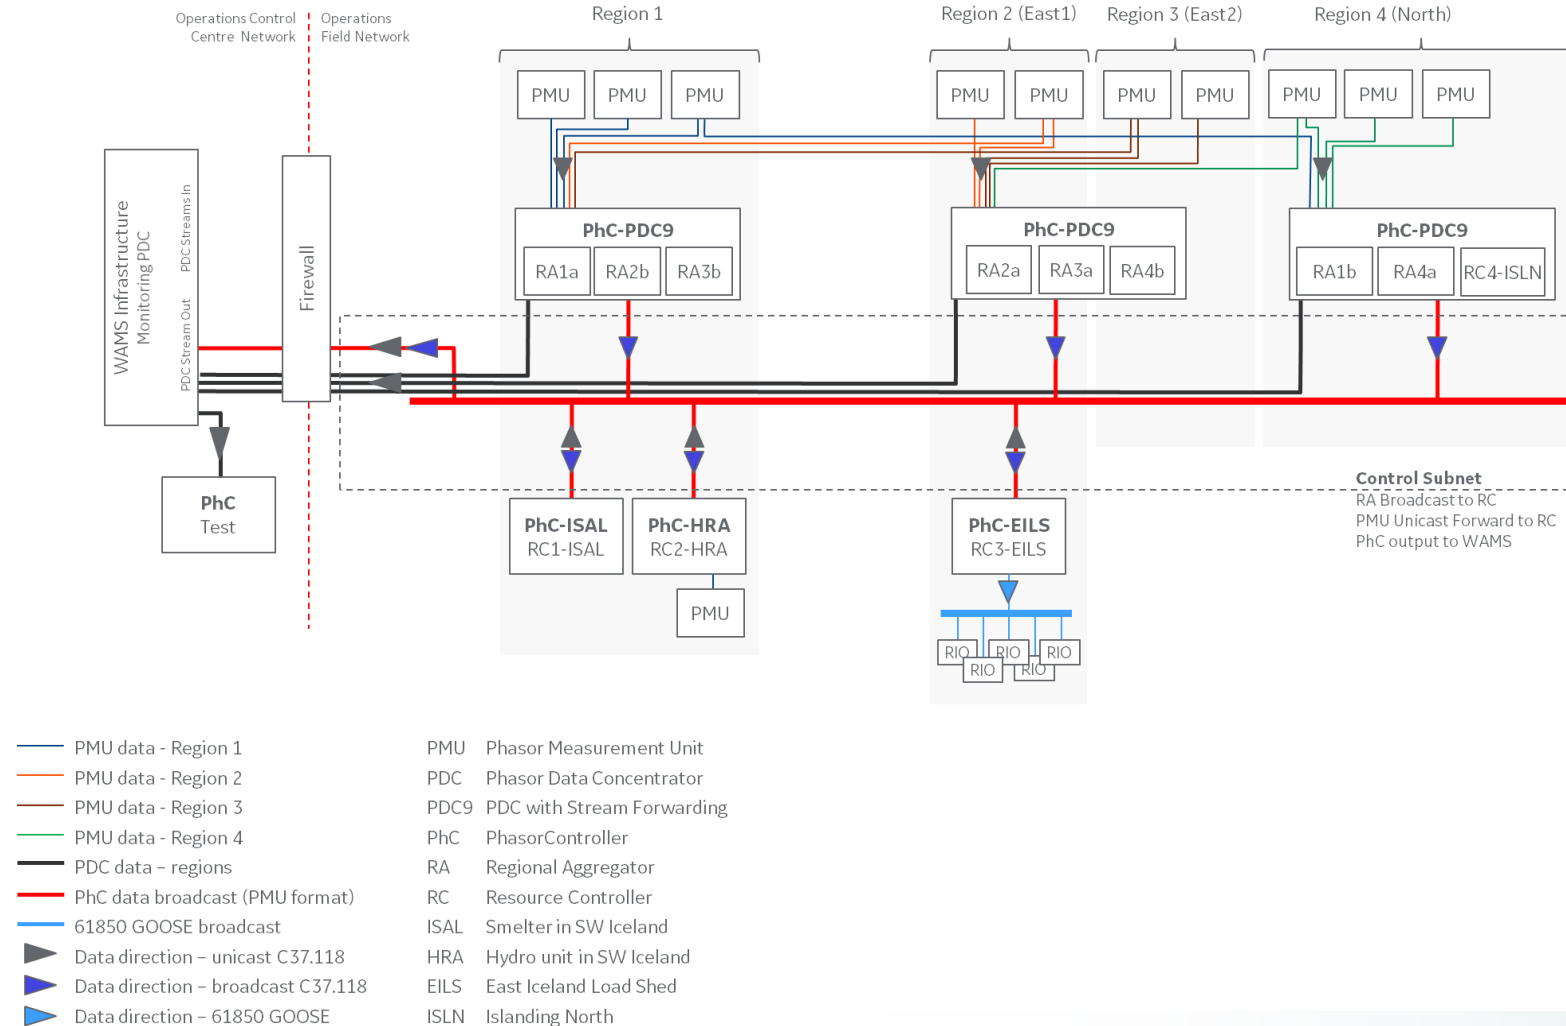 Operations Control
Centre Network
Operations
Field Network
Region 1
Region 2 (East1)
Region 3 (East2)
Region 4 (North)
PMU
PMU
PMU
PMU
PMU
PMU
PMU
PMU
PMU
PMU
WAMS Infrastructure
Monitoring PDC
PDC Streams In
PDC Stream Out
Firewall
PhC-PDC9
RA1a
RA2b
RA3b
PhC-PDC9
RA2a
RA3a
RA4b
PhC-PDC9
RA1b
RA4a
RC4-ISLN
PhC
Test
PhC-ISAL
RC1-ISAL
PhC-HRA
RC2-HRA
PMU
PhC-EILS
RC3-EILS
RIO
RIO
RIO
RIO
RIO
Control Subnet
RA Broadcast to RC
PMU Unicast Forward to RC
PhC output to WAMS
PMU data - Region 1
PMU data - Region 2
PMU data - Region 3
PMU data - Region 4
PDC data – regions
PhC data broadcast (PMU format)
61850 GOOSE broadcast
Data direction – unicast C37.118
Data direction – broadcast C37.118
Data direction – 61850 GOOSE
PMU Phasor Measurement Unit
PDC Phasor Data Concentrator
PDC9 PDC with Stream Forwarding
PhC PhasorController
RA Regional Aggregator
RC Resource Controller
ISAL Smelter in SW Iceland
HRA Hydro unit in SW Iceland
EILS East Iceland Load Shed
ISLN Islanding North